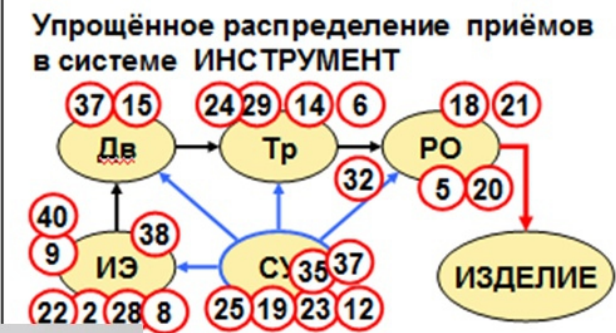 Упрощённое распределение приёмов
в системе ИНСТРУМЕНТ
37 15 24 29 14 6 18 21
Дв Тр РО
32 5 20
40 38
9 ИЭ СУ 35 37 ИЗДЕЛИЕ
22 2 28 8 25 19 23 12